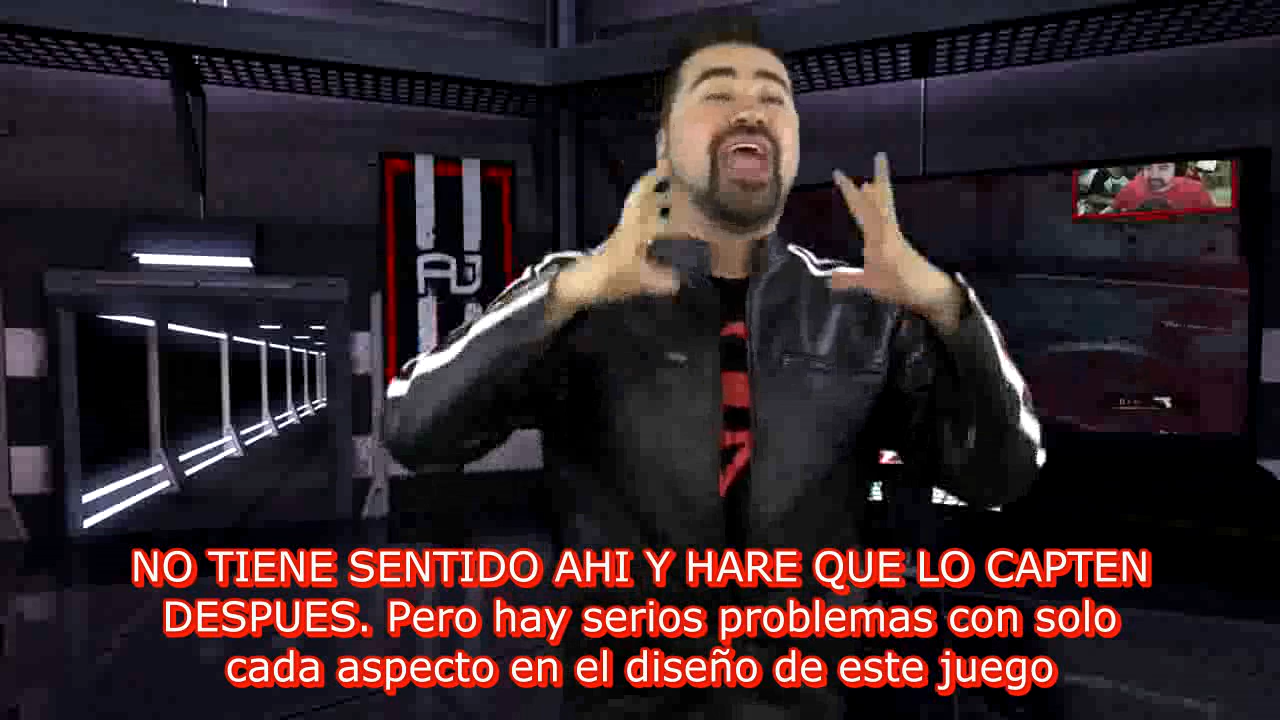 AJ
NO TIENE SENTIDO AHI Y HARE QUE LO CAPTEN
DESPUES. Pero hay serios problemas con solo
cada aspecto en el diseño de este juego